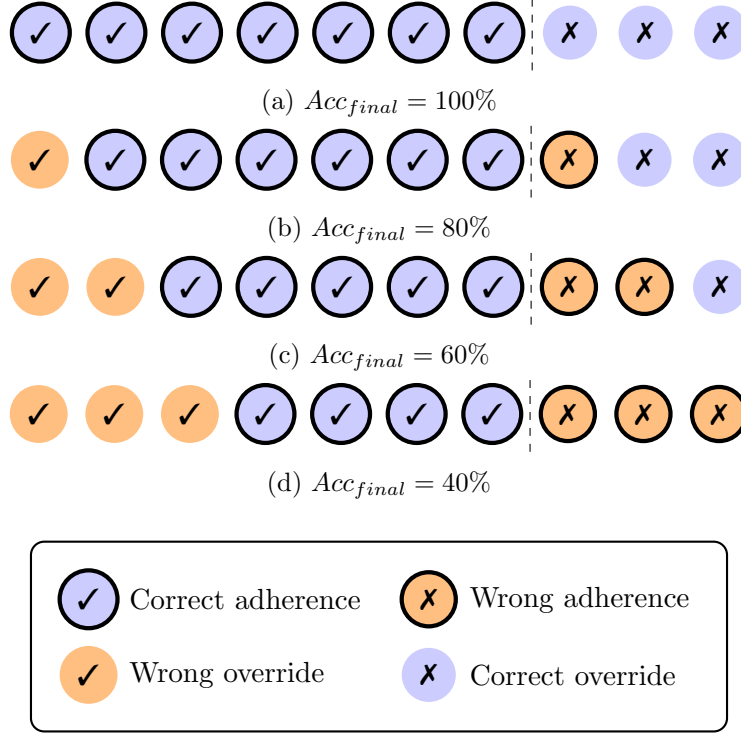 ✓ ✓ ✓ ✓ ✓ ✓ ✓ ✗ ✗ ✗
(a) Acc_final = 100%
✓ ✓ ✓ ✓ ✓ ✓ ✓ ✗ ✗ ✗
(b) Acc_final = 80%
✓ ✓ ✓ ✓ ✓ ✓ ✓ ✗ ✗ ✗
(c) Acc_final = 60%
✓ ✓ ✓ ✓ ✓ ✓ ✓ ✗ ✗ ✗
(d) Acc_final = 40%
✓ Correct adherence ✗ Wrong adherence
✓ Wrong override ✗ Correct override